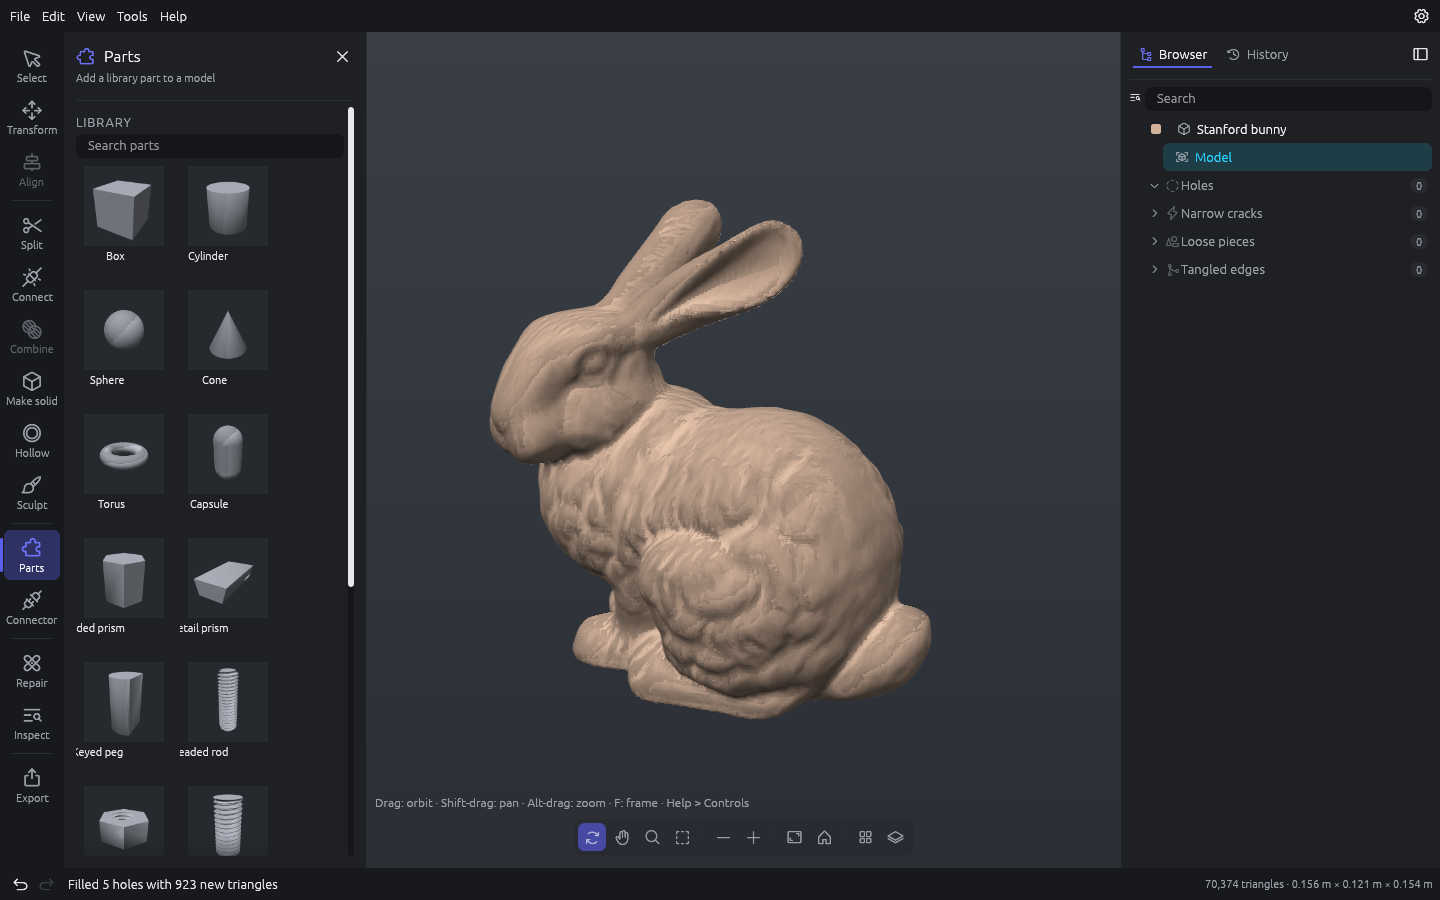 File Edit View Tools Help
Select
Transform
Align
Split
Connect
Combine
Make solid
Hollow
Sculpt
Parts
Connector
Repair
Inspect
Export
Parts
Add a library part to a model
LIBRARY
Search parts
Box
Cylinder
Sphere
Cone
Torus
Capsule
ded prism
etail prism
Keyed peg
eaded rod
Drag: orbit · Shift-drag: pan · Alt-drag: zoom · F: frame · Help > Controls
Browser
History
Search
Stanford bunny
Model
Holes 0
Narrow cracks 0
Loose pieces 0
Tangled edges 0
Filled 5 holes with 923 new triangles
70,374 triangles · 0.156 m × 0.121 m × 0.154 m